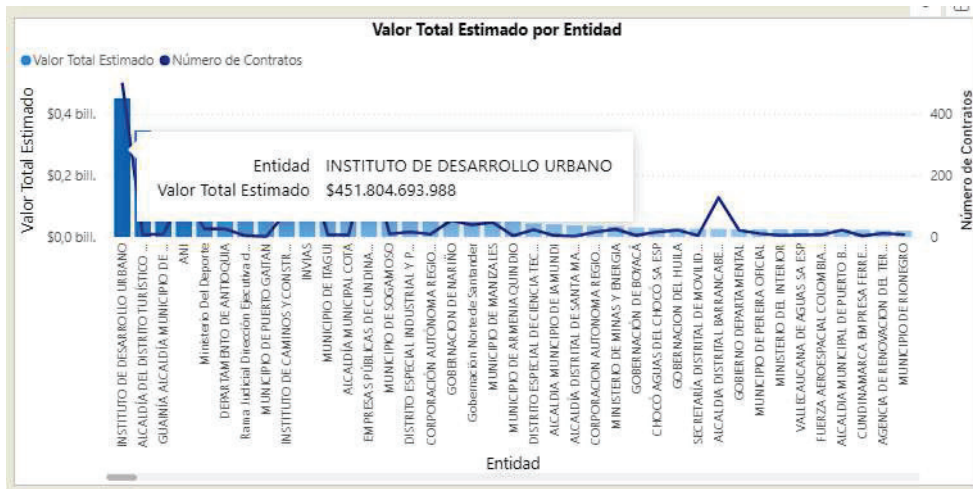 Valor Total Estimado por Entidad
Valor Total Estimado Número de Contratos
Valor Total Estimado
$0,4 bill.
$0,2 bill.
$0,0 bill.
400
200
0
Número de Contratos
Entidad INSTITUTO DE DESARROLLO URBANO
Valor Total Estimado $451.804.693.988
INSTITUTO DE DESARROLLO URBANO
ALCALDÍA DEL DISTRITO TURÍSTICO ...
GUAINÍA ALCALDÍA MUNICIPIO DE ...
ANI
Ministerio Del Deporte
DEPARTAMENTO DE ANTIOQUIA
Rama Judicial Dirección Ejecutiva d...
MUNICIPIO DE PUERTO GAITAN
INSTITUTO DE CAMINOS Y CONSTR...
INVIAS
MUNICIPIO DE ITAGUI
ALCALDÍA MUNICIPAL COTA
EMPRESAS PÚBLICAS DE CUNDINA...
MUNICIPIO DE SOGAMOSO
DISTRITO ESPECIAL INDUSTRIAL Y P...
CORPORACIÓN AUTÓNOMA REGIO...
GOBERNACION DE NARIÑO
Gobernación Norte de Santander
MUNICIPIO DE MANIZALES
MUNICIPIO DE ARMENIA QUINDIO
DISTRITO ESPECIAL DE CIENCIA TEC...
ALCALDIA MUNICIPIO DE JAMUNDI
ALCALDÍA DISTRITAL DE SANTA MA...
CORPORACION AUTONOMA REGIO...
MINISTERIO DE MINAS Y ENERGIA
GOBERNACIÓN DE BOYACÁ
CHOCÓ AGUAS DEL CHOCÓ SA ESP
GOBERNACION DEL HUILA
SECRETARÍA DISTRITAL DE MOVILID...
ALCALDIA DISTRITAL BARRANCABE...
GOBIERNO DEPARTAMENTAL
MUNICIPIO DE PEREIRA OFICIAL
MINISTERIO DEL INTERIOR
VALLECAUCANA DE AGUAS SA ESP
FUERZA AEROESPACIAL COLOMBIA...
ALCALDIA MUNICIPAL DE PUERTO B...
CUNDINAMARCA EMPRESA FERRE...
AGENCIA DE RENOVACION DEL TER...
MUNICIPIO DE RIONEGRO
Entidad